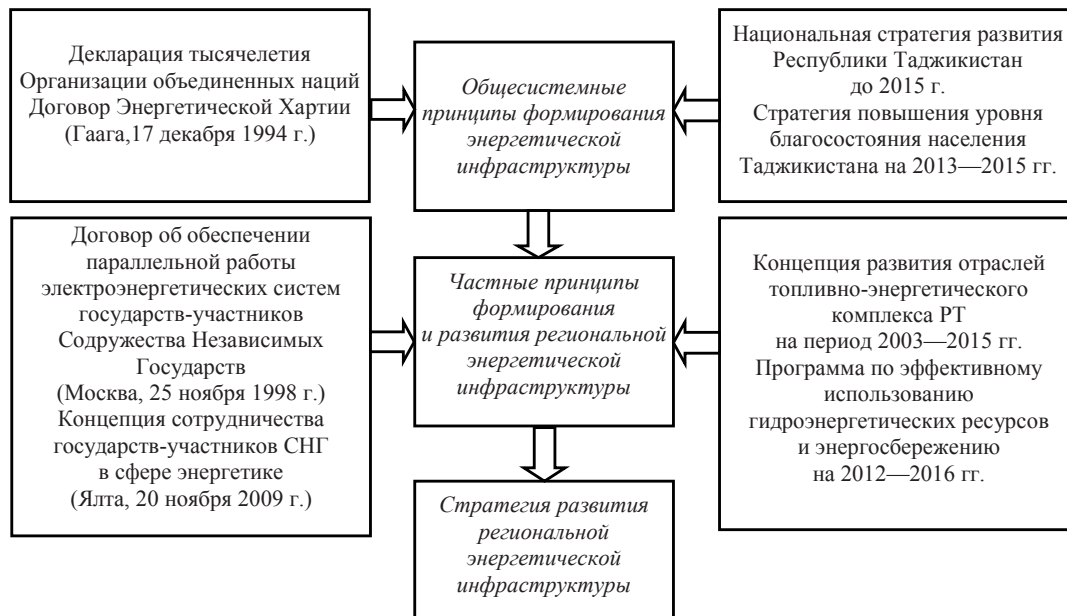 Декларация тысячелетия
Организации объединенных наций
Договор Энергетической Хартии
(Гаага,17 декабря 1994 г.)
Общесистемные
принципы формирования
энергетической
инфраструктуры
Национальная стратегия развития
Республики Таджикистан
до 2015 г.
Стратегия повышения уровня
благосостояния населения
Таджикистана на 2013—2015 гг.
Договор об обеспечении
параллельной работы
электроэнергетических систем
государств-участников
Содружества Независимых
Государств
(Москва, 25 ноября 1998 г.)
Концепция сотрудничества
государств-участников СНГ
в сфере энергетике
(Ялта, 20 ноября 2009 г.)
Частные принципы
формирования
и развития региональной
энергетической
инфраструктуры
Концепция развития отраслей
топливно-энергетического
комплекса РТ
на период 2003—2015 гг.
Программа по эффективному
использованию
гидроэнергетических ресурсов
и энергосбережению
на 2012—2016 гг.
Стратегия развития
региональной
энергетической
инфраструктуры